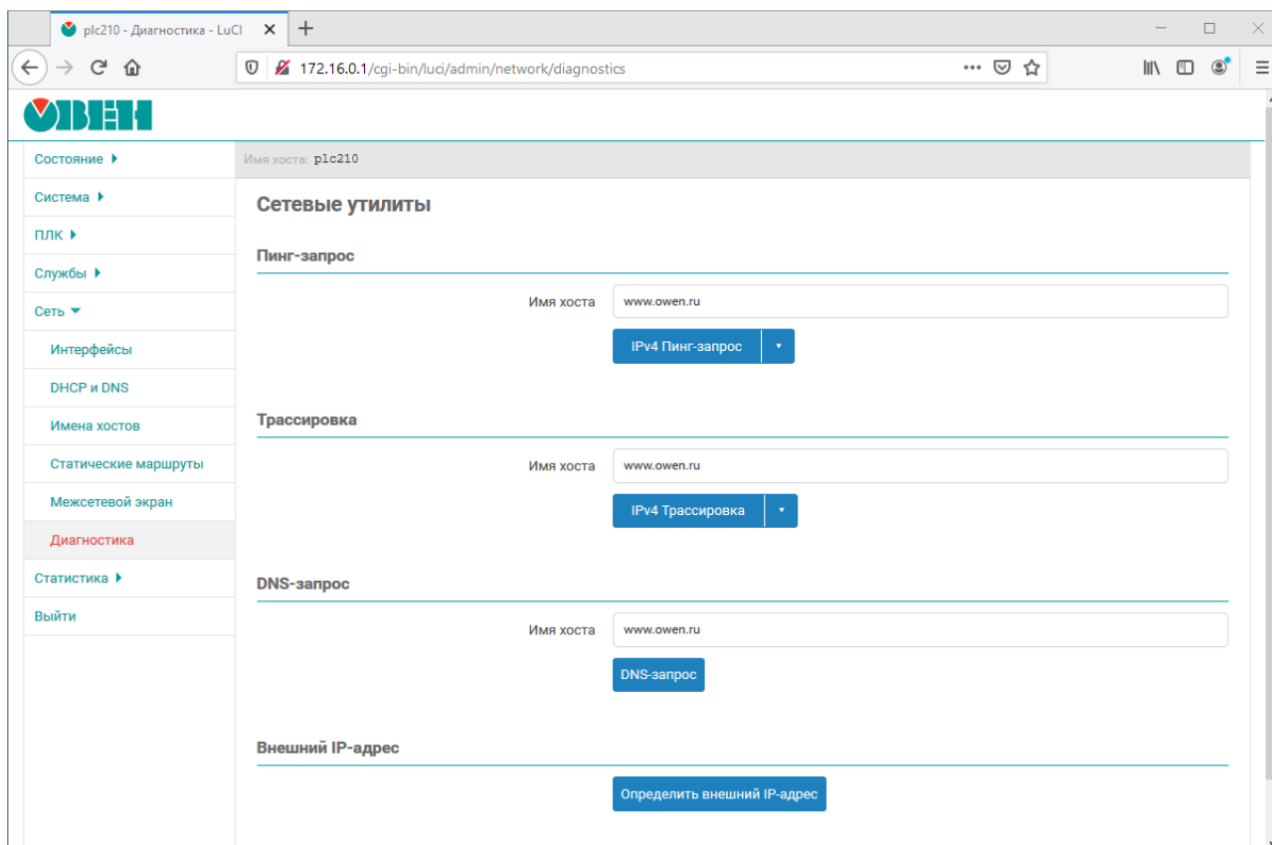 plc210 - Диагностика - LuCI
172.16.0.1/cgi-bin/luci/admin/network/diagnostics
ОВЕН
Имя хоста: plc210
Состояние
Система
ПЛК
Службы
Сеть
Интерфейсы
DHCP и DNS
Имена хостов
Статические маршруты
Межсетевой экран
Диагностика
Статистика
Выйти
Сетевые утилиты
Пинг-запрос
Имя хоста www.owen.ru
IPv4 Пинг-запрос
Трассировка
Имя хоста www.owen.ru
IPv4 Трассировка
DNS-запрос
Имя хоста www.owen.ru
DNS-запрос
Внешний IP-адрес
Определить внешний IP-адрес